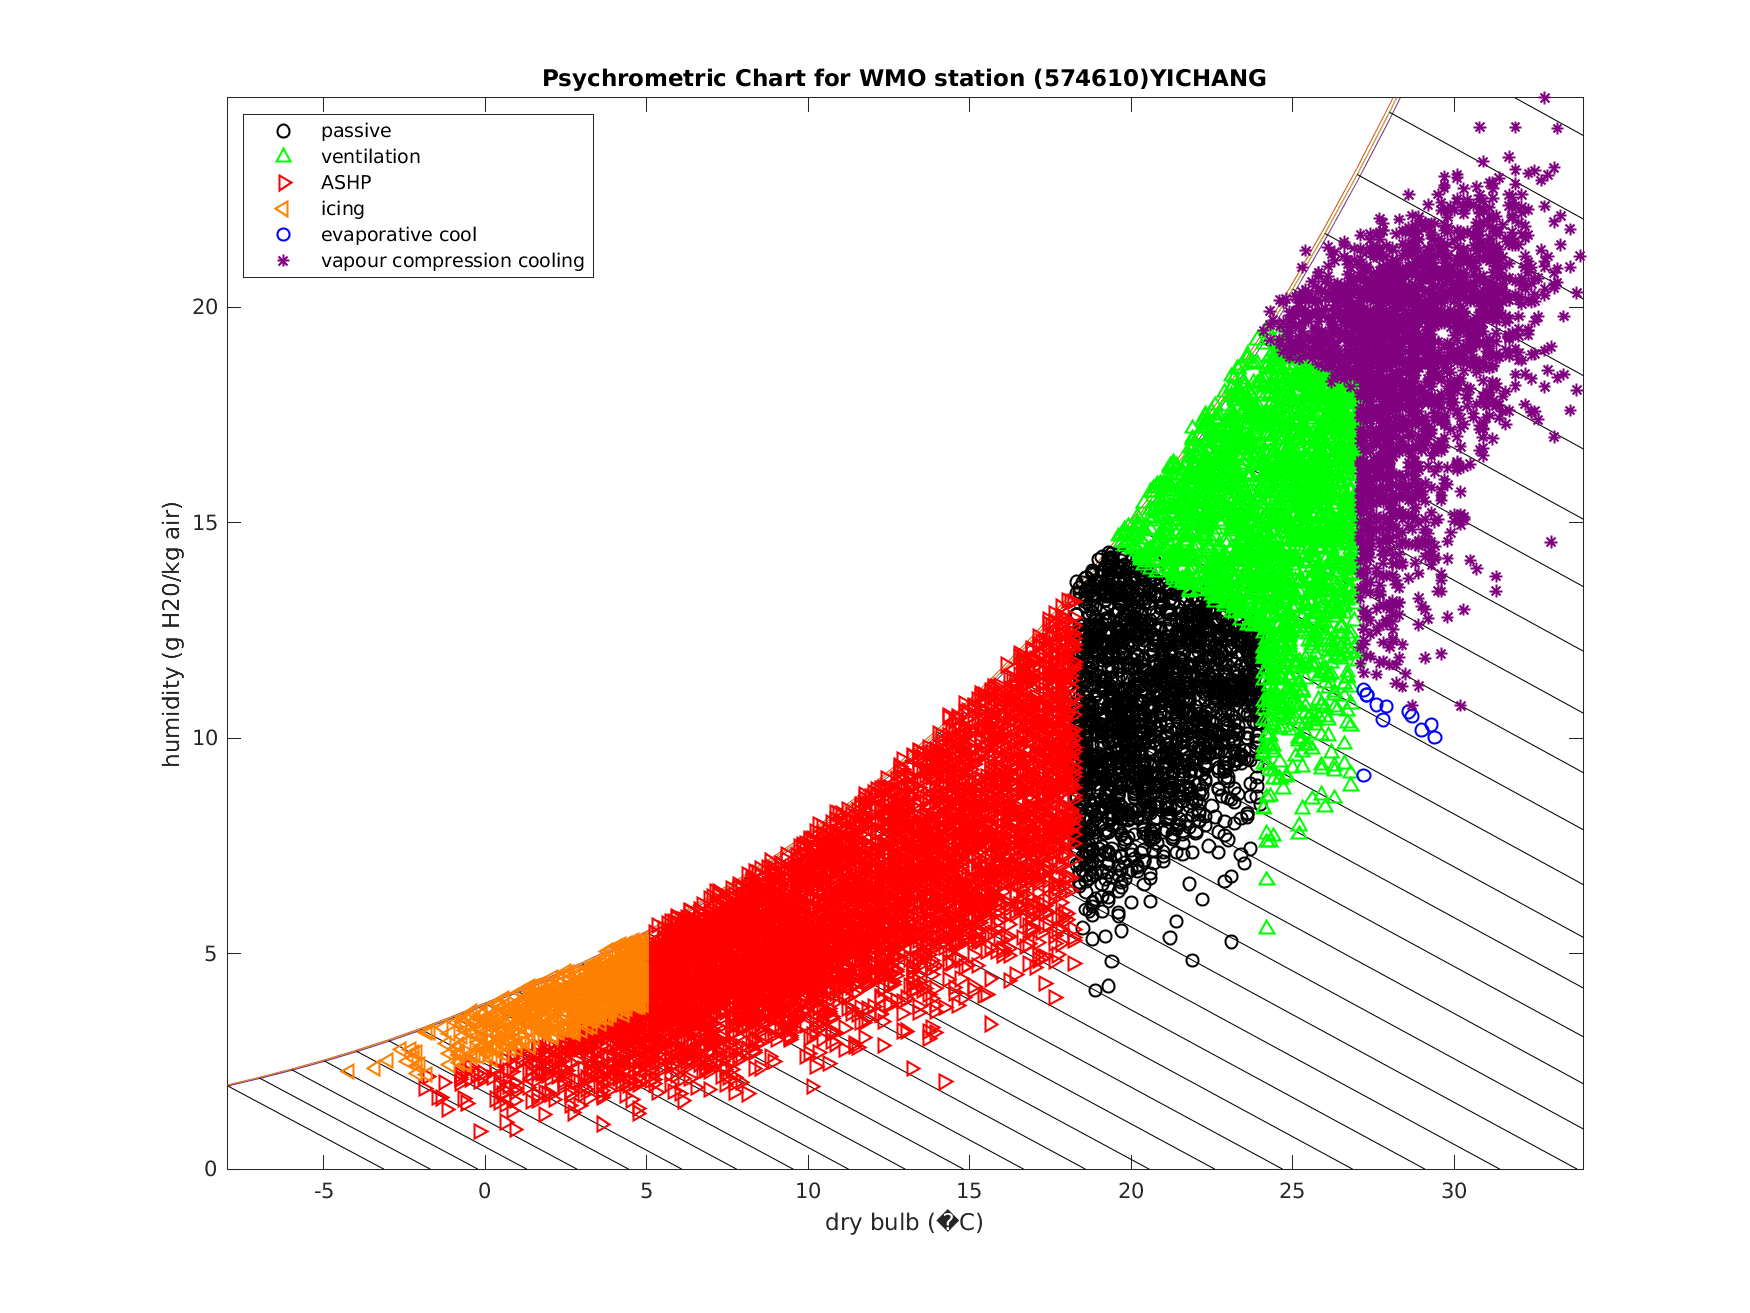 Psychrometric Chart for WMO station (574610)YICHANG
passive
ventilation
ASHP
icing
evaporative cool
vapour compression cooling
humidity (g H20/kg air)
20
15
10
5
0
-5 0 5 10 15 20 25 30
dry bulb (�C)